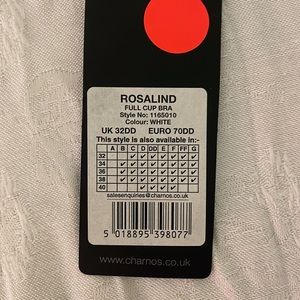 ROSALIND
FULL CUP BRA
Style No: 1165010
Colour: WHITE
UK 32DD EURO 70DD
This style is also available in:-
A B C D DD E F FF G
32 ✓ ✓ ✓ ✓ ✓ ✓
34 ✓ ✓ ✓ ✓ ✓ ✓ ✓ ✓
36 ✓ ✓ ✓ ✓ ✓ ✓ ✓ ✓
38 ✓ ✓ ✓ ✓ ✓ ✓ ✓ ✓
40 ✓ ✓ ✓ ✓ ✓
salesenquiries@charnos.co.uk
5 018895 398077
www.charnos.co.uk